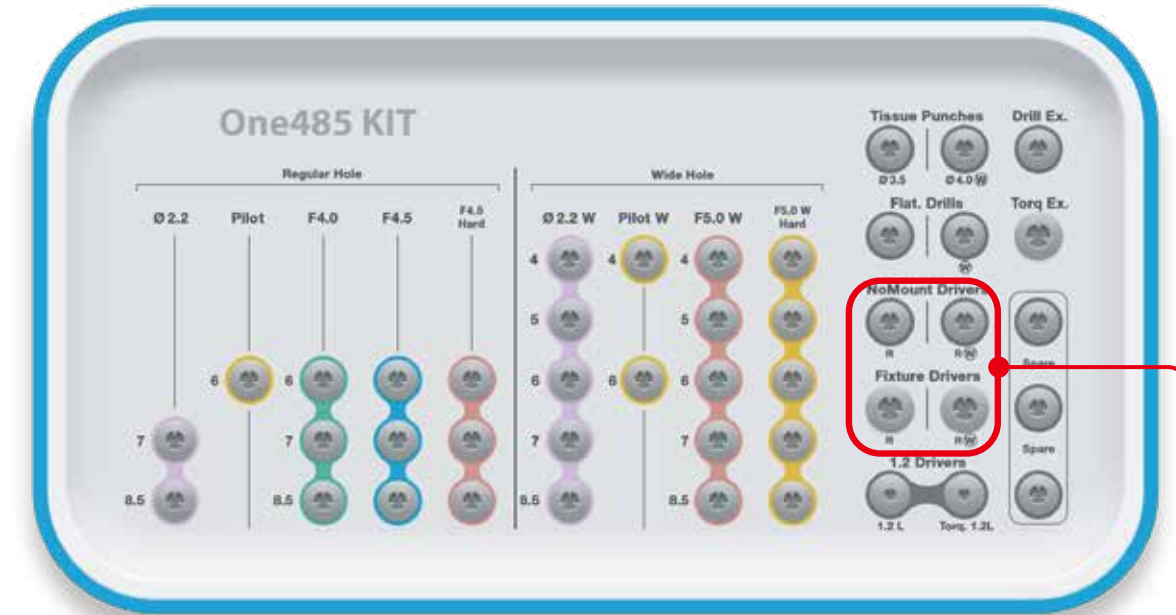 One485 KIT
Regular Hole
Ø 2.2 Pilot F4.0 F4.5 F4.5 Hard
6 6
7 7
8.5 8.5
Wide Hole
Ø 2.2 W Pilot W F5.0 W F5.0 W Hard
4 4 4
5 5
6 6 6
7 7
8.5 8.5
Tissue Punches
Ø 3.5 Ø 4.0 Ⓦ
Drill Ex.
Flat. Drills
Ⓦ
Torq Ex.
NoMount Drivers
R R Ⓦ
Fixture Drivers
R R Ⓦ
1.2 Drivers
1.2 L Torq. 1.2L
Spare
Spare